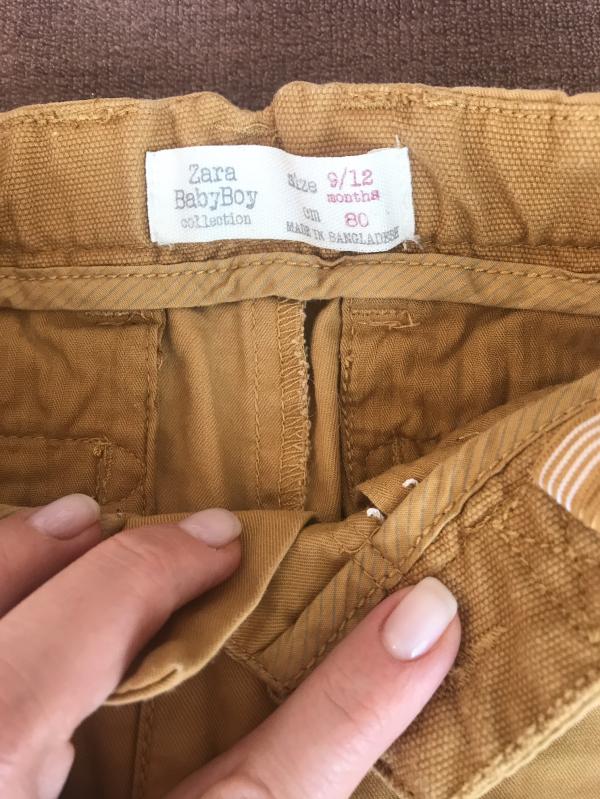 Zara
BabyBoy
collection
size 9/12
months
cm 80
MADE IN BANGLADESH